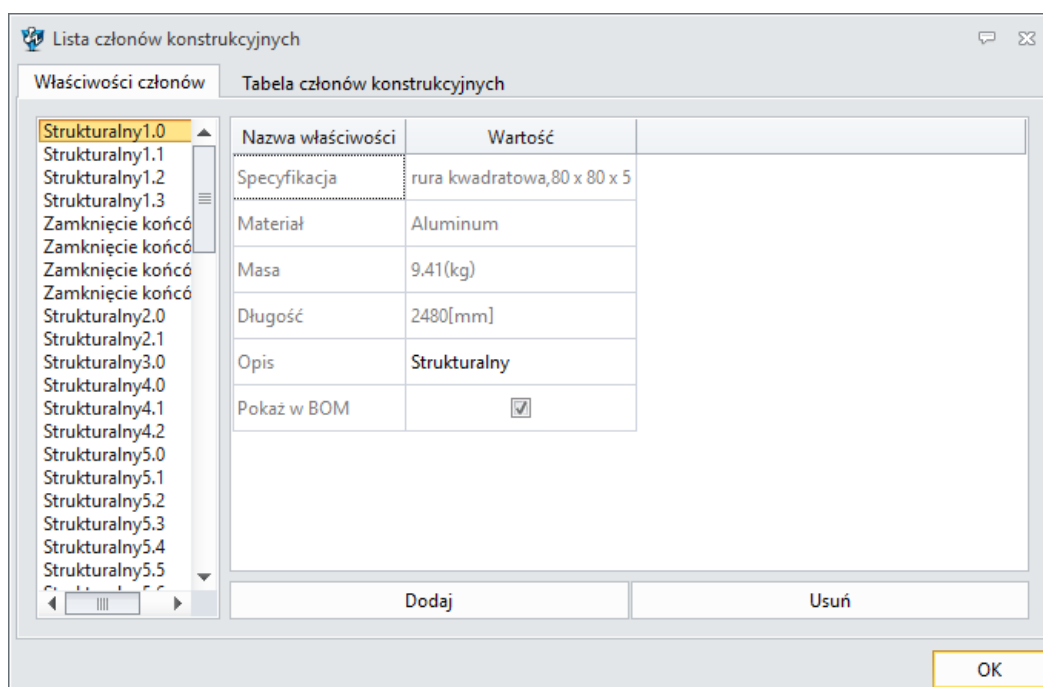 Lista członów konstrukcyjnych
Właściwości członów
Tabela członów konstrukcyjnych
Strukturalny1.0
Strukturalny1.1
Strukturalny1.2
Strukturalny1.3
Zamknięcie końcó
Zamknięcie końcó
Zamknięcie końcó
Zamknięcie końcó
Strukturalny2.0
Strukturalny2.1
Strukturalny3.0
Strukturalny4.0
Strukturalny4.1
Strukturalny4.2
Strukturalny5.0
Strukturalny5.1
Strukturalny5.2
Strukturalny5.3
Strukturalny5.4
Strukturalny5.5
Nazwa właściwości Wartość
Specyfikacja rura kwadratowa,80 x 80 x 5
Materiał Aluminum
Masa 9.41(kg)
Długość 2480[mm]
Opis Strukturalny
Pokaż w BOM
Dodaj
Usuń
OK